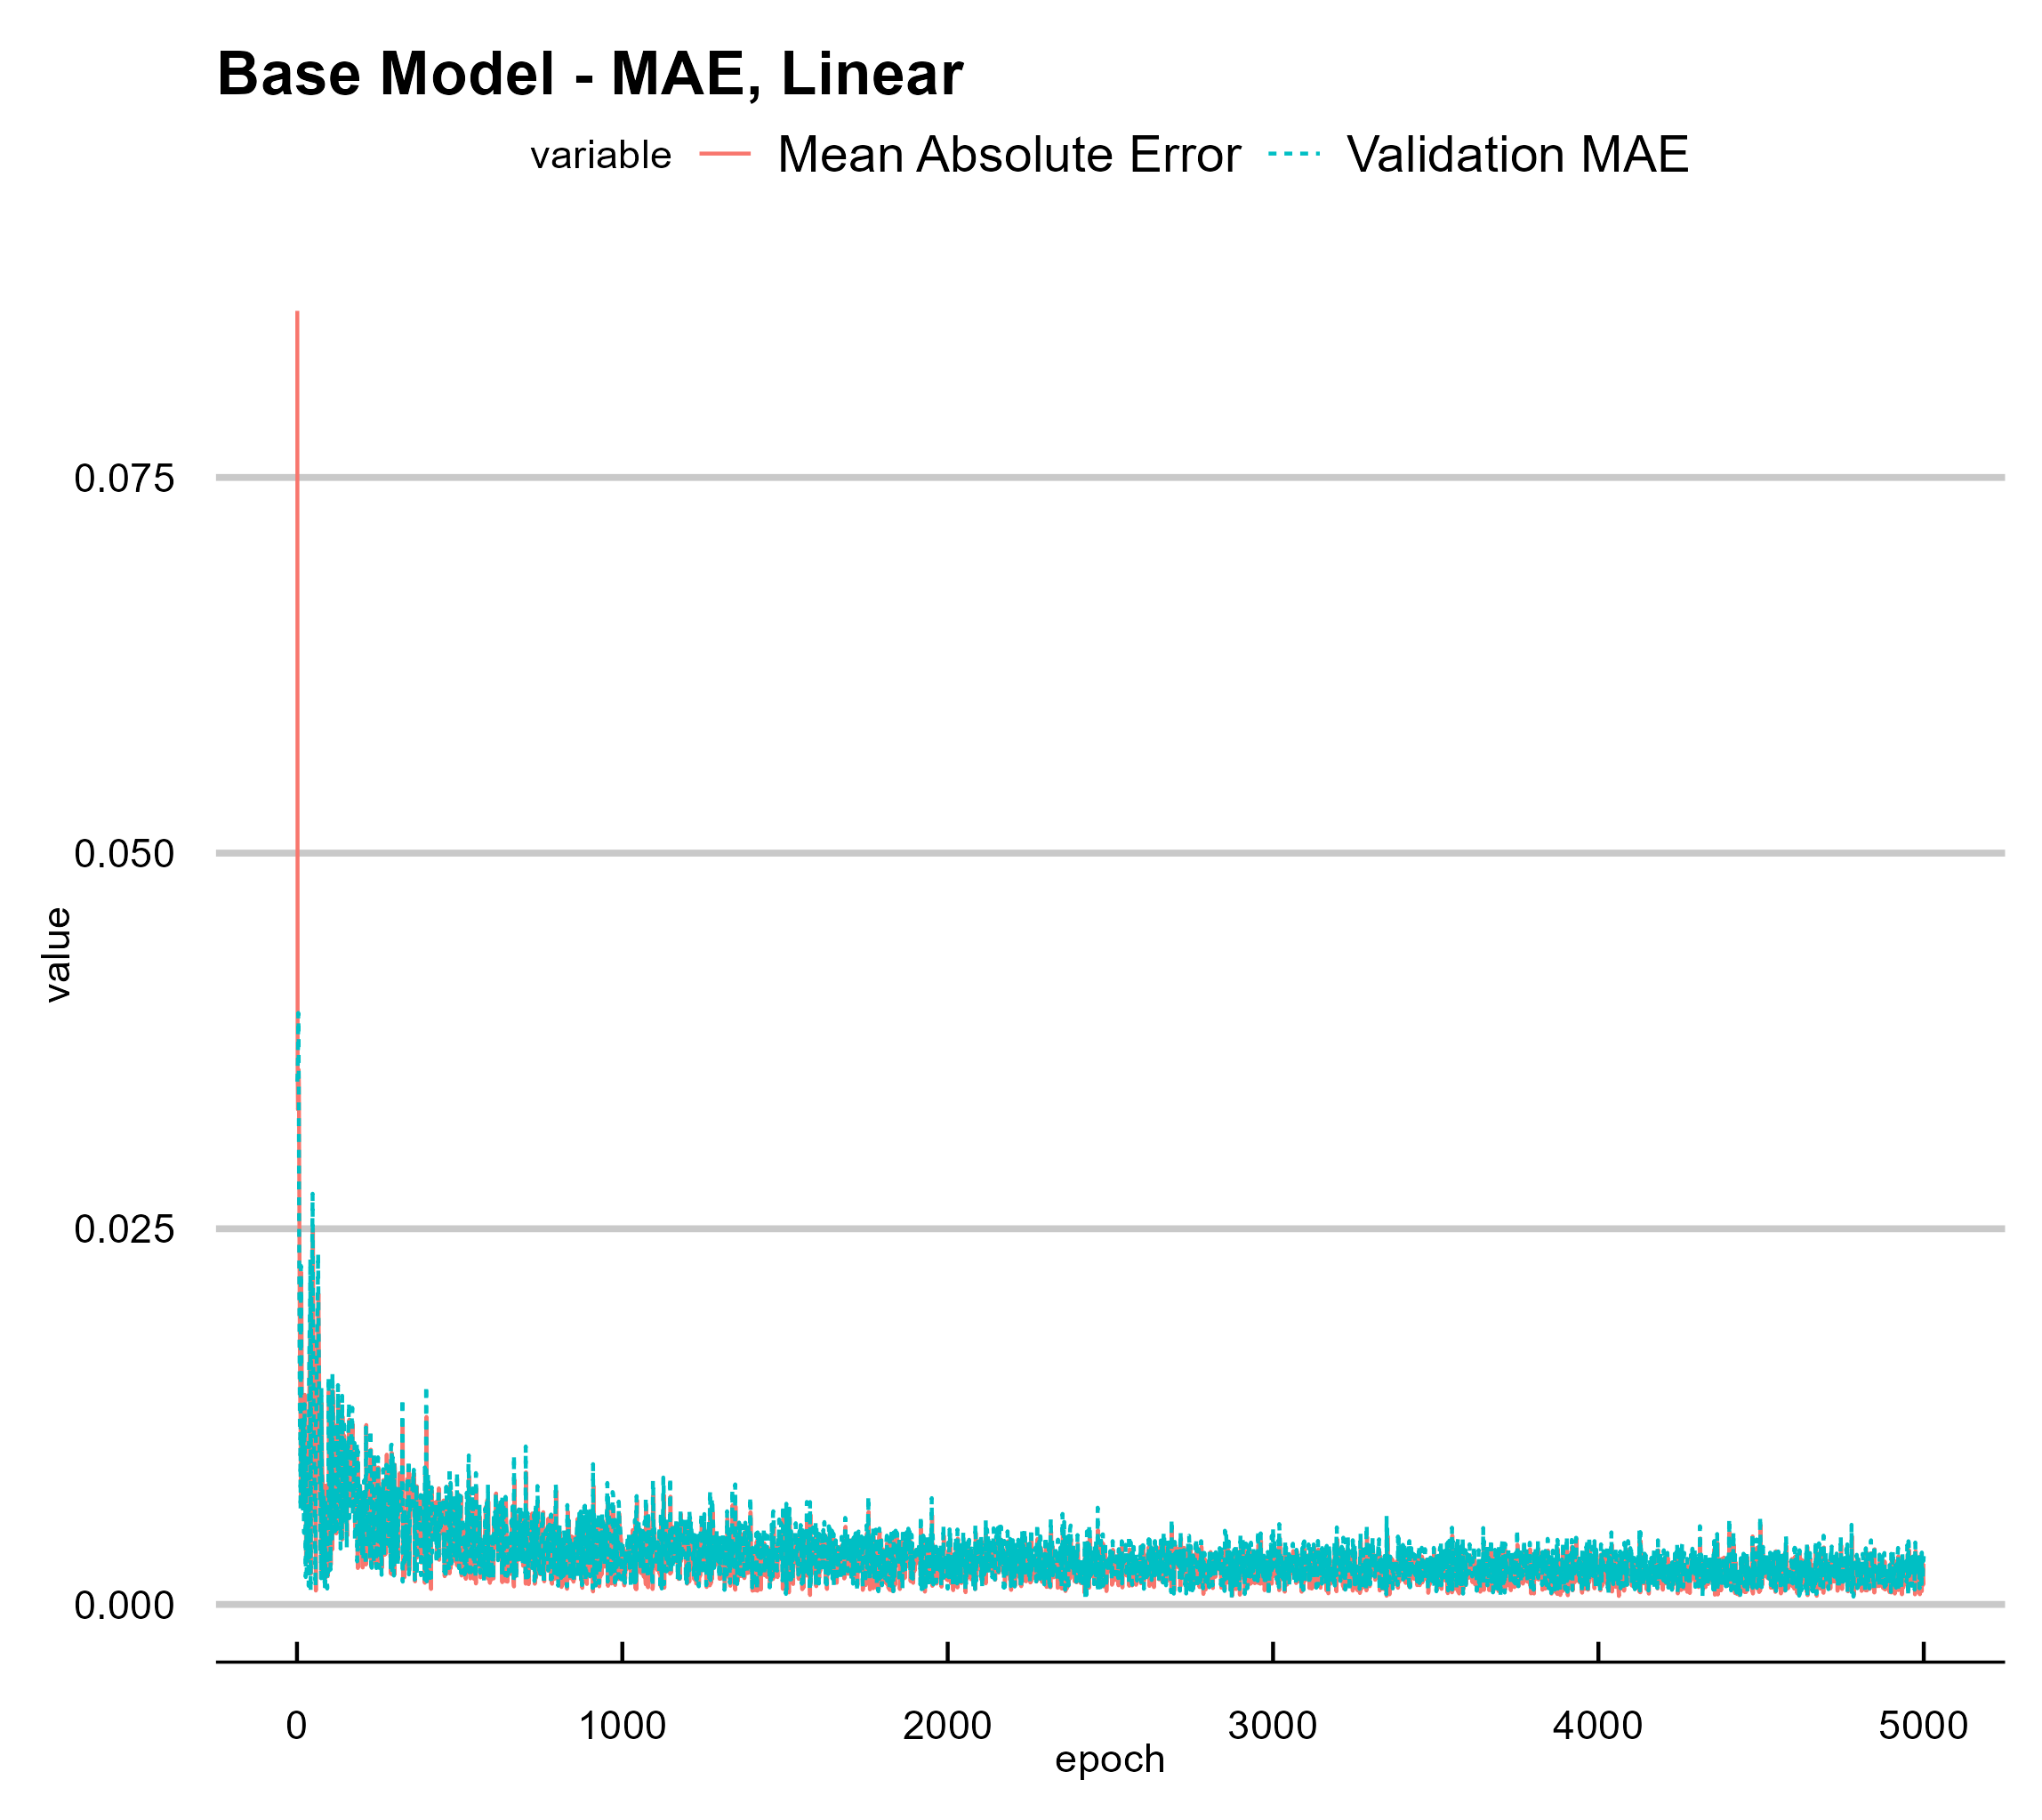 Base Model - MAE, Linear
variable Mean Absolute Error Validation MAE
0.075
0.050
value
0.025
0.000
0 1000 2000 3000 4000 5000
epoch